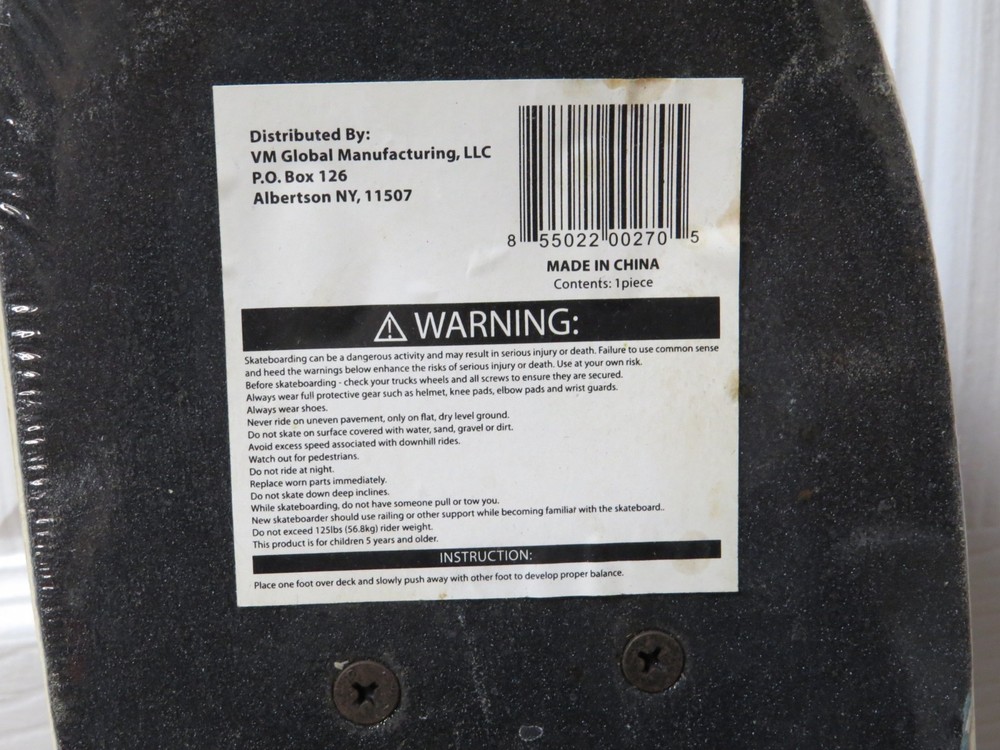 Distributed By:
VM Global Manufacturing, LLC
P.O. Box 126
Albertson NY, 11507
8 55022 00270 5
MADE IN CHINA
Contents: 1piece
WARNING:
Skateboarding can be a dangerous activity and may result in serious injury or death. Failure to use common sense
and heed the warnings below enhance the risks of serious injury or death. Use at your own risk.
Before skateboarding - check your trucks wheels and all screws to ensure they are secured.
Always wear full protective gear such as helmet, knee pads, elbow pads and wrist guards.
Always wear shoes.
Never ride on uneven pavement, only on flat, dry level ground.
Do not skate on surface covered with water, sand, gravel or dirt.
Avoid excess speed associated with downhill rides.
Watch out for pedestrians.
Do not ride at night.
Replace worn parts immediately.
Do not skate down deep inclines.
While skateboarding, do not have someone pull or tow you.
New skateboarder should use railing or other support while becoming familiar with the skateboard..
Do not exceed 125lbs (56.8kg) rider weight.
This product is for children 5 years and older.
INSTRUCTION:
Place one foot over deck and slowly push away with other foot to develop proper balance.